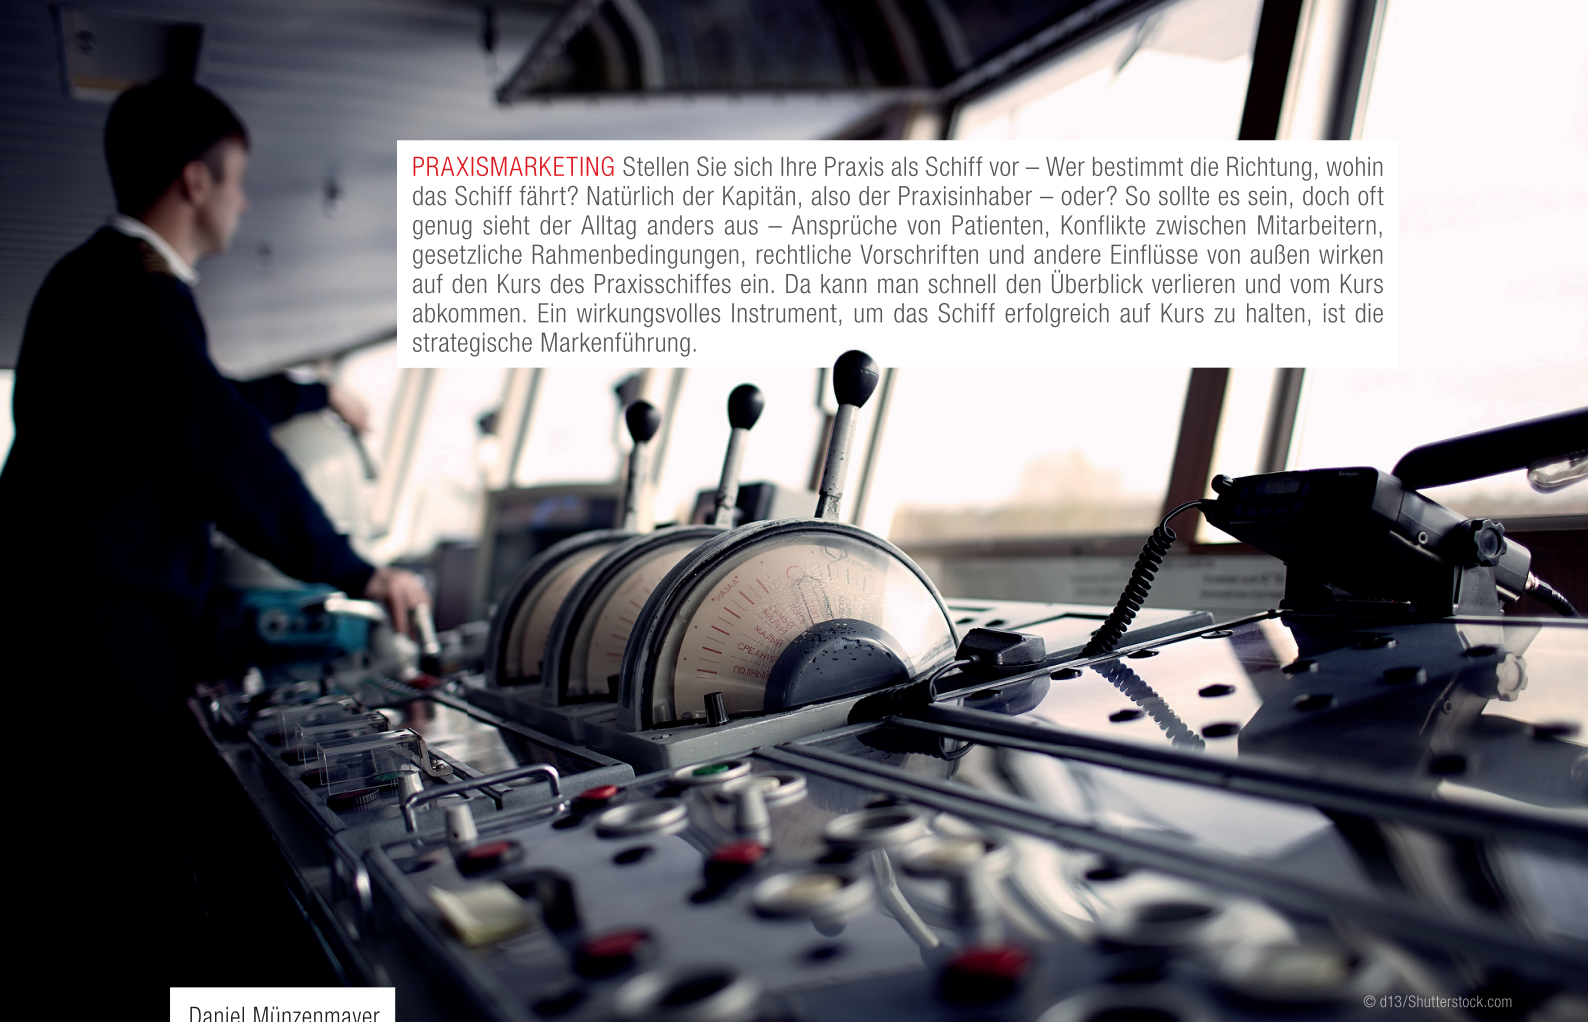 PRAXISMARKETING Stellen Sie sich Ihre Praxis als Schiff vor – Wer bestimmt die Richtung, wohin
das Schiff fährt? Natürlich der Kapitän, also der Praxisinhaber – oder? So sollte es sein, doch oft
genug sieht der Alltag anders aus – Ansprüche von Patienten, Konflikte zwischen Mitarbeitern,
gesetzliche Rahmenbedingungen, rechtliche Vorschriften und andere Einflüsse von außen wirken
auf den Kurs des Praxisschiffes ein. Da kann man schnell den Überblick verlieren und vom Kurs
abkommen. Ein wirkungsvolles Instrument, um das Schiff erfolgreich auf Kurs zu halten, ist die
strategische Markenführung.
"НАЗАД"
МАЛЫЙ
СРЕДНИЙ
ПОЛНЫЙ
Daniel Münzenmayer
© d13/Shutterstock.com